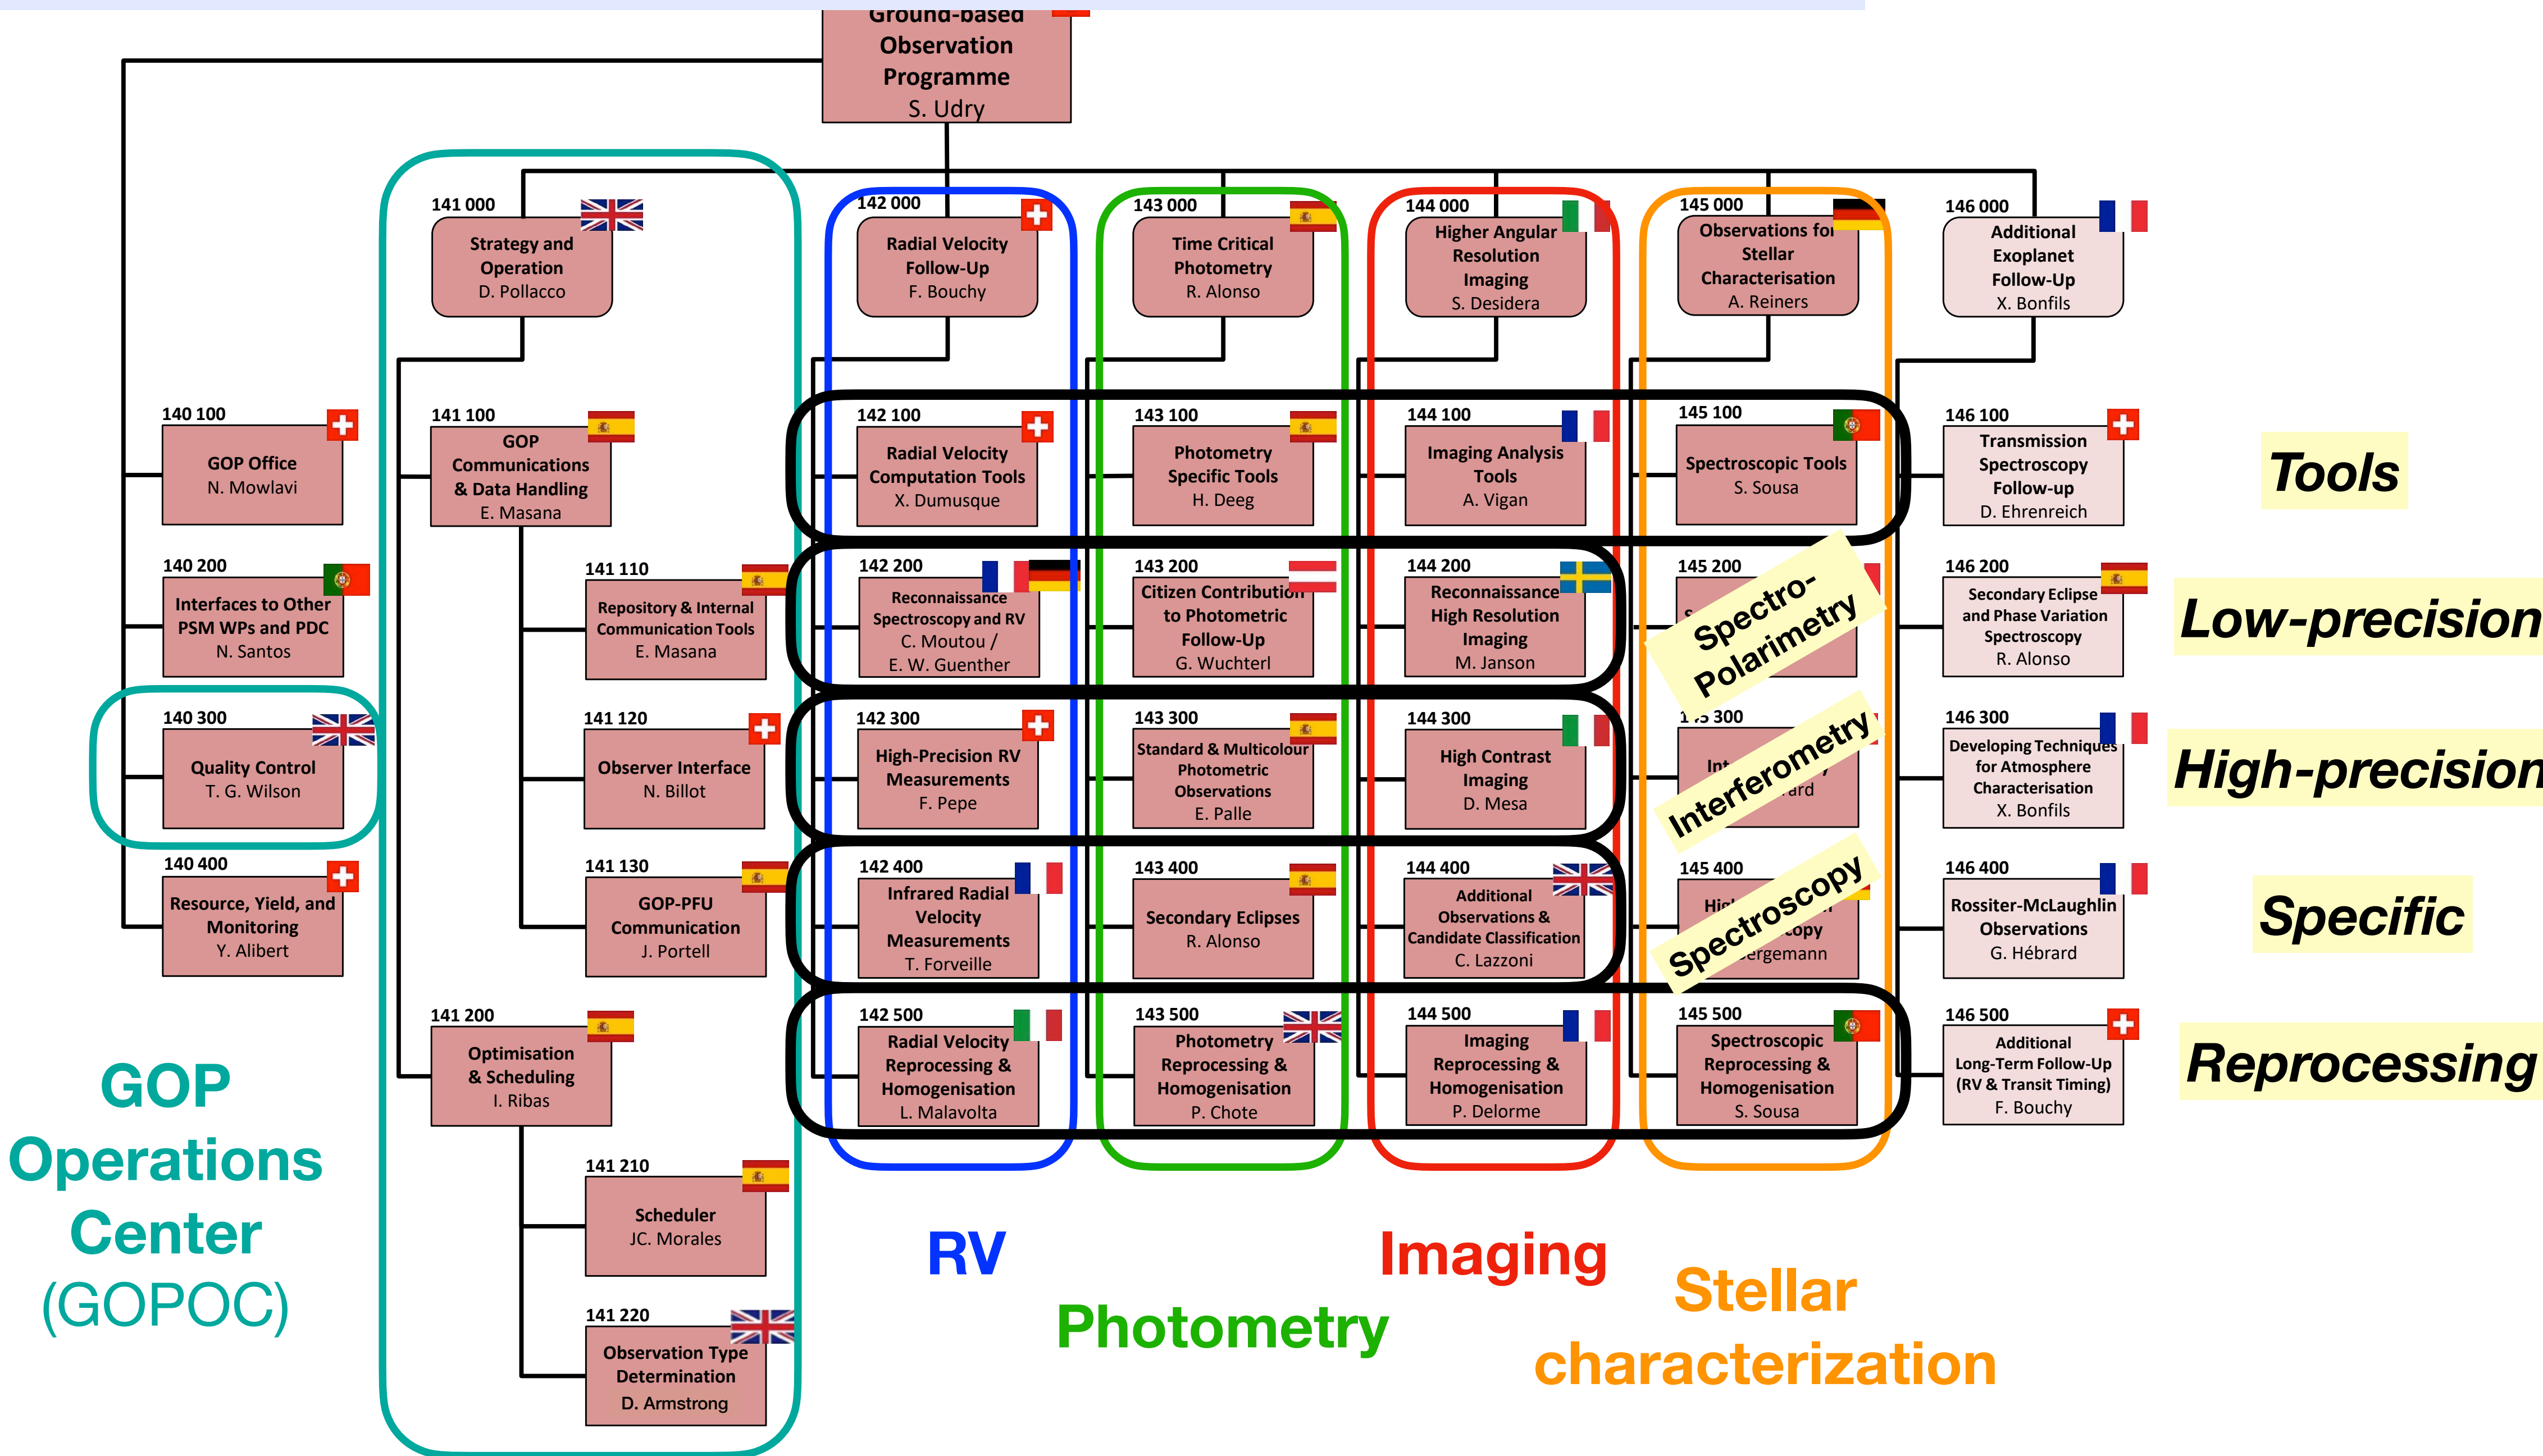 Ground-based
Observation
Programme
S. Udry
141 000
Strategy and
Operation
D. Pollacco
142 000
Radial Velocity
Follow-Up
F. Bouchy
143 000
Time Critical
Photometry
R. Alonso
144 000
Higher Angular
Resolution
Imaging
S. Desidera
145 000
Observations for
Stellar
Characterisation
A. Reiners
146 000
Additional
Exoplanet
Follow-Up
X. Bonfils
140 100
GOP Office
N. Mowlavi
141 100
GOP
Communications
& Data Handling
E. Masana
142 100
Radial Velocity
Computation Tools
X. Dumusque
143 100
Photometry
Specific Tools
H. Deeg
144 100
Imaging Analysis
Tools
A. Vigan
145 100
Spectroscopic Tools
S. Sousa
146 100
Transmission
Spectroscopy
Follow-up
D. Ehrenreich
Tools
140 200
Interfaces to Other
PSM WPs and PDC
N. Santos
141 110
Repository & Internal
Communication Tools
E. Masana
142 200
Reconnaissance
Spectroscopy and RV
C. Moutou /
E. W. Guenther
143 200
Citizen Contribution
to Photometric
Follow-Up
G. Wuchterl
144 200
Reconnaissance
High Resolution
Imaging
M. Janson
145 200
Spectro-
Polarimetry
146 200
Secondary Eclipse
and Phase Variation
Spectroscopy
R. Alonso
Low-precision
140 300
Quality Control
T. G. Wilson
141 120
Observer Interface
N. Billot
142 300
High-Precision RV
Measurements
F. Pepe
143 300
Standard & Multicolour
Photometric
Observations
E. Palle
144 300
High Contrast
Imaging
D. Mesa
300
Interferometry
146 300
Developing Techniques
for Atmosphere
Characterisation
X. Bonfils
High-precision
140 400
Resource, Yield, and
Monitoring
Y. Alibert
141 130
GOP-PFU
Communication
J. Portell
142 400
Infrared Radial
Velocity
Measurements
T. Forveille
143 400
Secondary Eclipses
R. Alonso
144 400
Additional
Observations &
Candidate Classification
C. Lazzoni
145 400
Spectroscopy
146 400
Rossiter-McLaughlin
Observations
G. Hébrard
Specific
141 200
Optimisation
& Scheduling
I. Ribas
142 500
Radial Velocity
Reprocessing &
Homogenisation
L. Malavolta
143 500
Photometry
Reprocessing &
Homogenisation
P. Chote
144 500
Imaging
Reprocessing &
Homogenisation
P. Delorme
145 500
Spectroscopic
Reprocessing &
Homogenisation
S. Sousa
146 500
Additional
Long-Term Follow-Up
(RV & Transit Timing)
F. Bouchy
Reprocessing
141 210
Scheduler
JC. Morales
141 220
Observation Type
Determination
D. Armstrong
GOP
Operations
Center
(GOPOC)
RV
Photometry
Imaging
Stellar
characterization